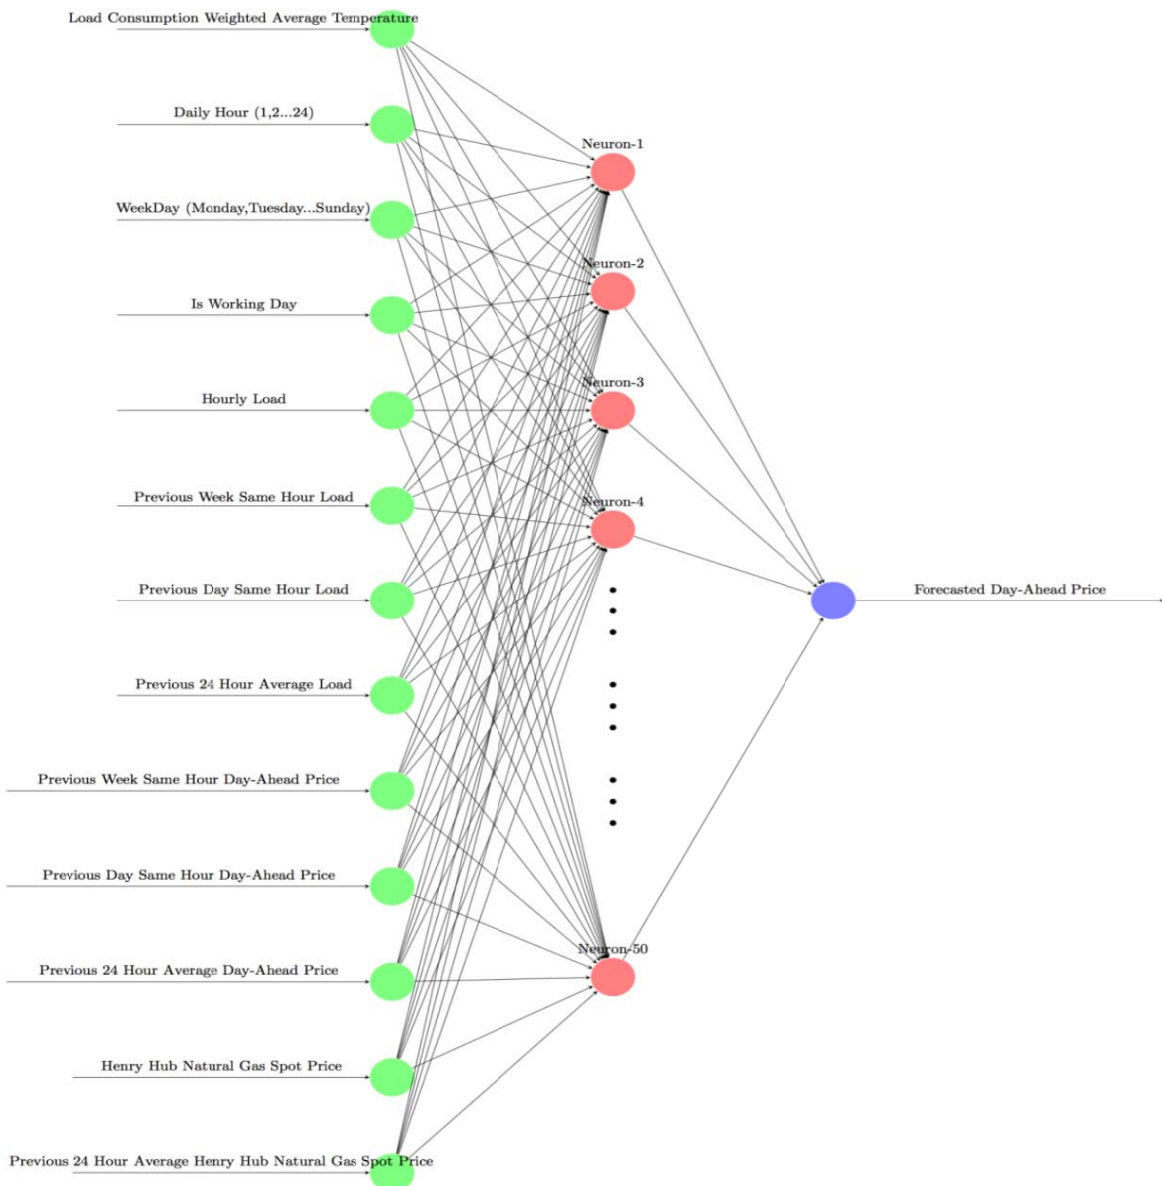 Load Consumption Weighted Average Temperature
Daily Hour (1,2...24)
WeekDay (Monday,Tuesday...Sunday)
Is Working Day
Hourly Load
Previous Week Same Hour Load
Previous Day Same Hour Load
Previous 24 Hour Average Load
Previous Week Same Hour Day-Ahead Price
Previous Day Same Hour Day-Ahead Price
Previous 24 Hour Average Day-Ahead Price
Henry Hub Natural Gas Spot Price
Previous 24 Hour Average Henry Hub Natural Gas Spot Price
Neuron-1
Neuron-2
Neuron-3
Neuron-4
Neuron-50
Forecasted Day-Ahead Price